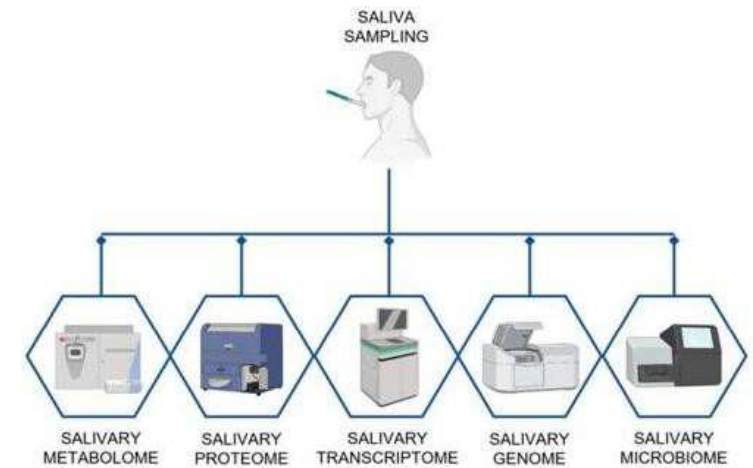 SALIVA
SAMPLING
SALIVARY
METABOLOME
SALIVARY
PROTEOME
SALIVARY
TRANSCRIPTOME
SALIVARY
GENOME
SALIVARY
MICROBIOME